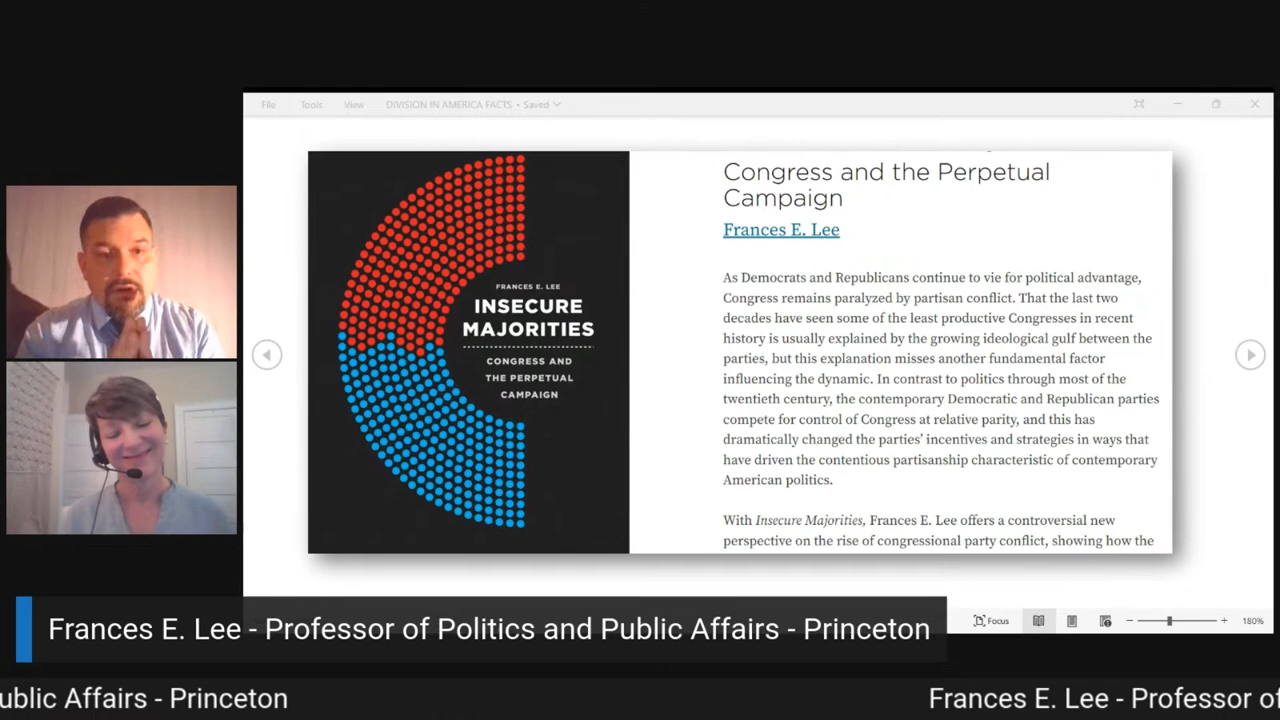 File Tools View DIVISION IN AMERICA FACTS • Saved
FRANCES E. LEE
INSECURE
MAJORITIES
CONGRESS AND
THE PERPETUAL
CAMPAIGN
Congress and the Perpetual
Campaign
Frances E. Lee
As Democrats and Republicans continue to vie for political advantage,
Congress remains paralyzed by partisan conflict. That the last two
decades have seen some of the least productive Congresses in recent
history is usually explained by the growing ideological gulf between the
parties, but this explanation misses another fundamental factor
influencing the dynamic. In contrast to politics through most of the
twentieth century, the contemporary Democratic and Republican parties
compete for control of Congress at relative parity, and this has
dramatically changed the parties’ incentives and strategies in ways that
have driven the contentious partisanship characteristic of contemporary
American politics.
With Insecure Majorities, Frances E. Lee offers a controversial new
perspective on the rise of congressional party conflict, showing how the
Focus 180%
Frances E. Lee - Professor of Politics and Public Affairs - Princeton
ublic Affairs - Princeton Frances E. Lee - Professor of